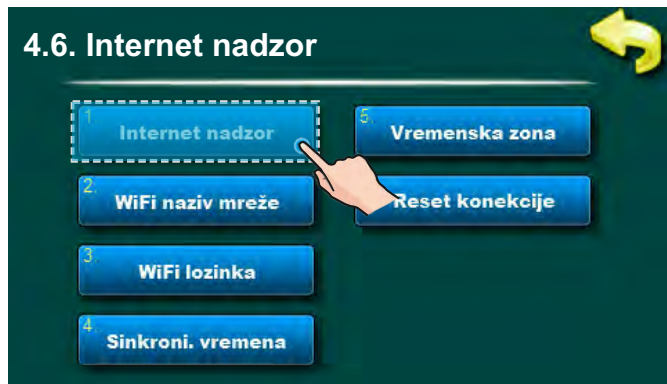 4.6. Internet nadzor
1
Internet nadzor
2.
WiFi naziv mreže
3
WiFi lozinka
4.
Sinkroni. vremena
5.
Vremenska zona
Reset konekcije